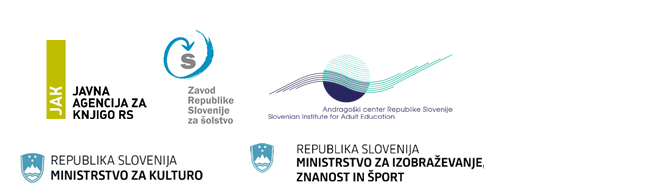 JAK
JAVNA
AGENCIJA ZA
KNJIGO RS
Š
Zavod
Republike
Slovenije
za šolstvo
Andragoški center Republike Slovenije
Slovenian Institute for Adult Education
REPUBLIKA SLOVENIJA
MINISTRSTVO ZA KULTURO
REPUBLIKA SLOVENIJA
MINISTRSTVO ZA IZOBRAŽEVANJE,
ZNANOST IN ŠPORT